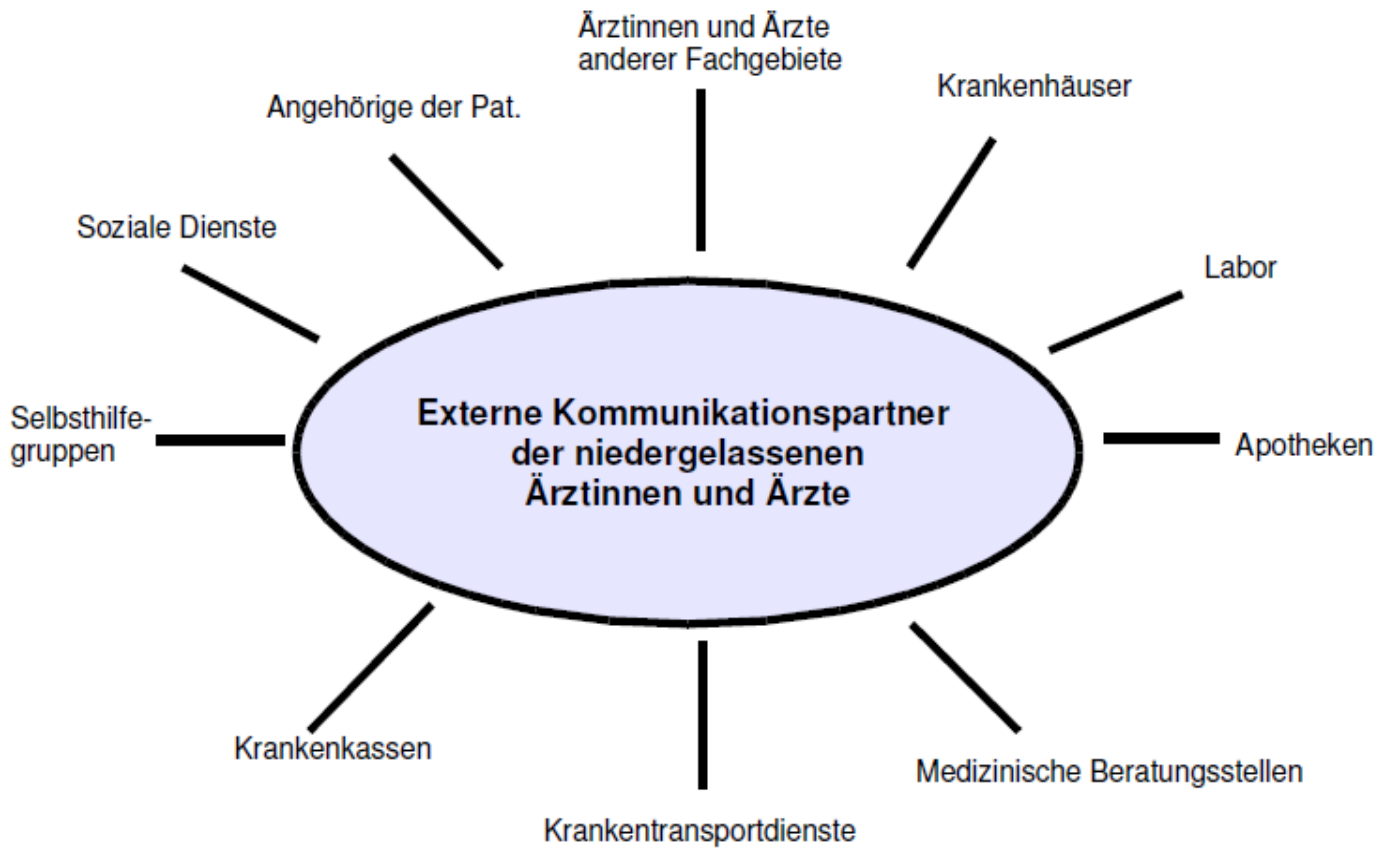 Ärztinnen und Ärzte
anderer Fachgebiete
Krankenhäuser
Angehörige der Pat.
Soziale Dienste
Labor
Externe Kommunikationspartner
der niedergelassenen
Ärztinnen und Ärzte
Selbsthilfe-
gruppen
Apotheken
Krankenkassen
Medizinische Beratungsstellen
Krankentransportdienste